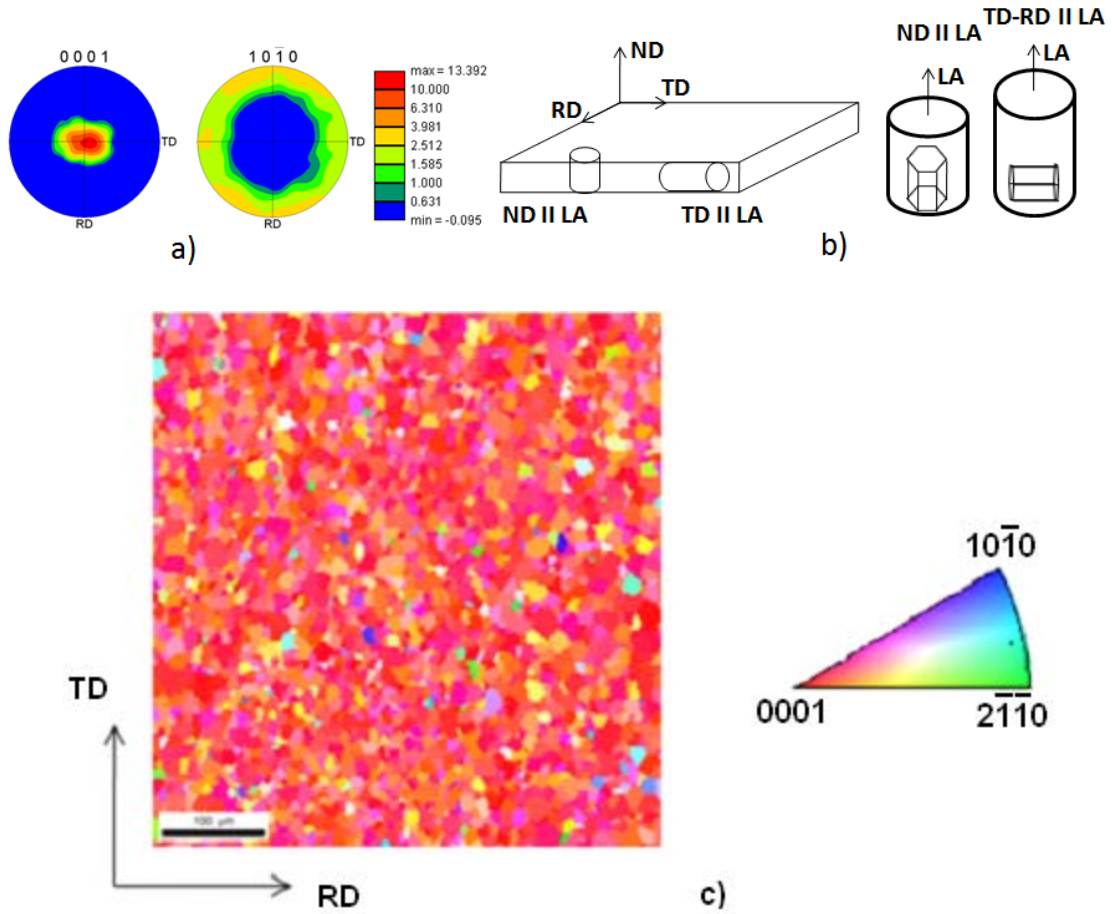 0 0 0 1
1 0 1̄ 0
TD
RD
TD
RD
max = 13.392
10.000
6.310
3.981
2.512
1.585
1.000
0.631
min = -0.095
a)
ND
TD
RD
ND II LA
TD II LA
ND II LA
LA
TD-RD II LA
LA
b)
100 µm
TD
RD
101̄0
0001
21̄1̄0
c)